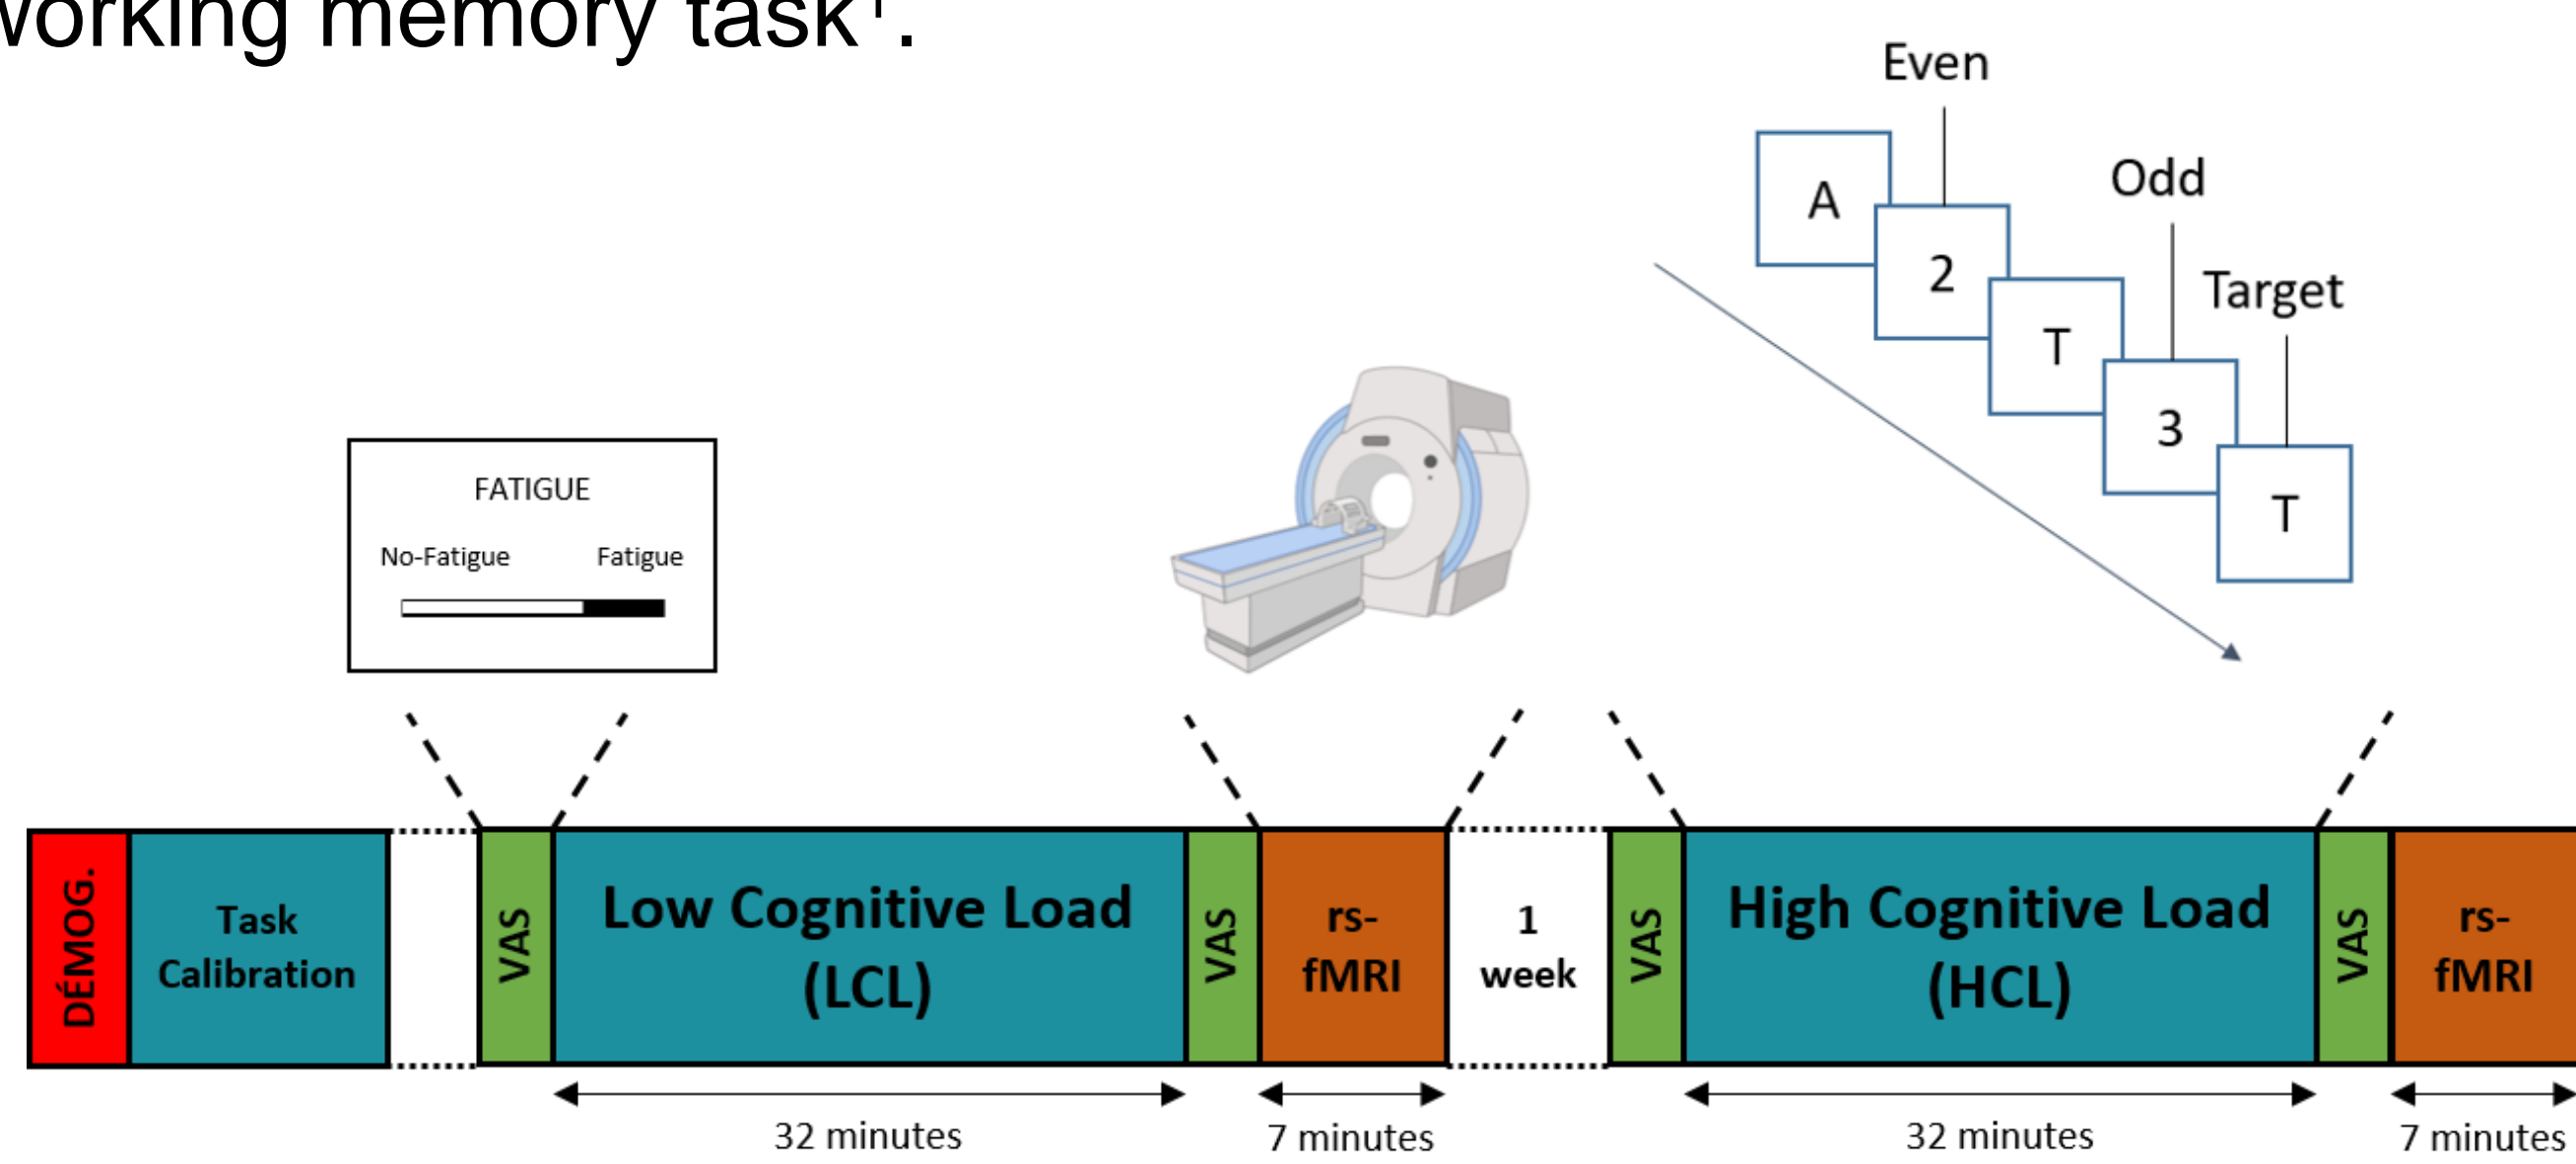 working memory task¹.
Even
A
Odd
2
Target
T
3
T
FATIGUE
No-Fatigue Fatigue
DÉMOG.
Task
Calibration
VAS
Low Cognitive Load
(LCL)
VAS
rs-
fMRI
1
week
VAS
High Cognitive Load
(HCL)
VAS
rs-
fMRI
32 minutes
7 minutes
32 minutes
7 minutes